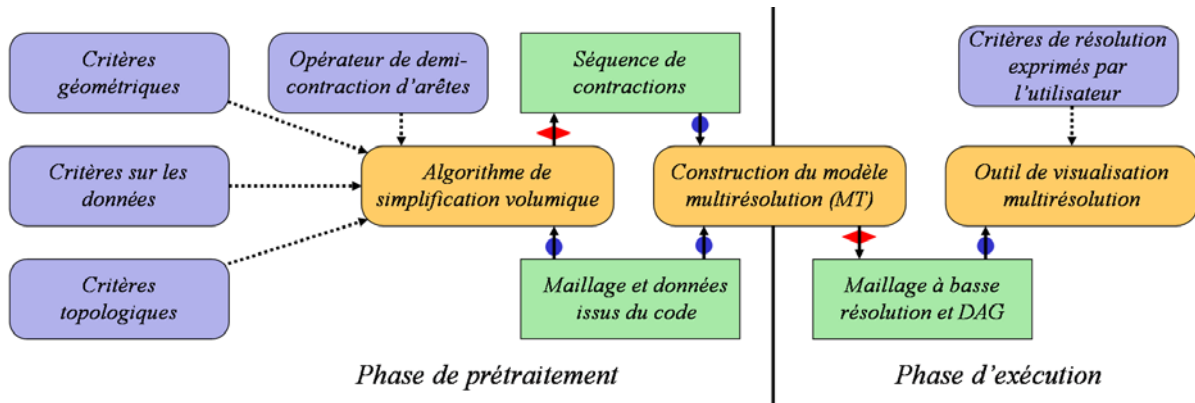 Critères
géométriques
Opérateur de demi-
contraction d'arêtes
Séquence de
contractions
Critères de résolution
exprimés par
l'utilisateur
Critères sur les
données
Algorithme de
simplification volumique
Construction du modèle
multirésolution (MT)
Outil de visualisation
multirésolution
Critères
topologiques
Maillage et données
issus du code
Maillage à basse
résolution et DAG
Phase de prétraitement
Phase d'exécution